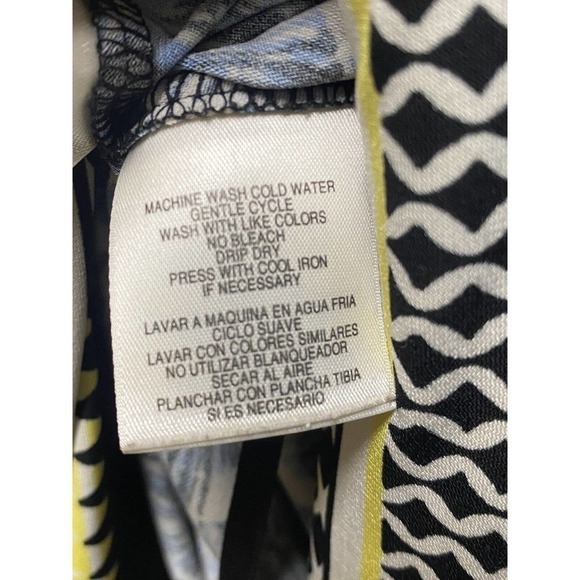 MACHINE WASH COLD WATER
GENTLE CYCLE
WASH WITH LIKE COLORS
NO BLEACH
DRIP DRY
PRESS WITH COOL IRON
IF NECESSARY
LAVAR A MAQUINA EN AGUA FRIA
CICLO SUAVE
LAVAR CON COLORES SIMILARES
NO UTILIZAR BLANQUEADOR
SECAR AL AIRE
PLANCHAR CON PLANCHA TIBIA
SI ES NECESARIO